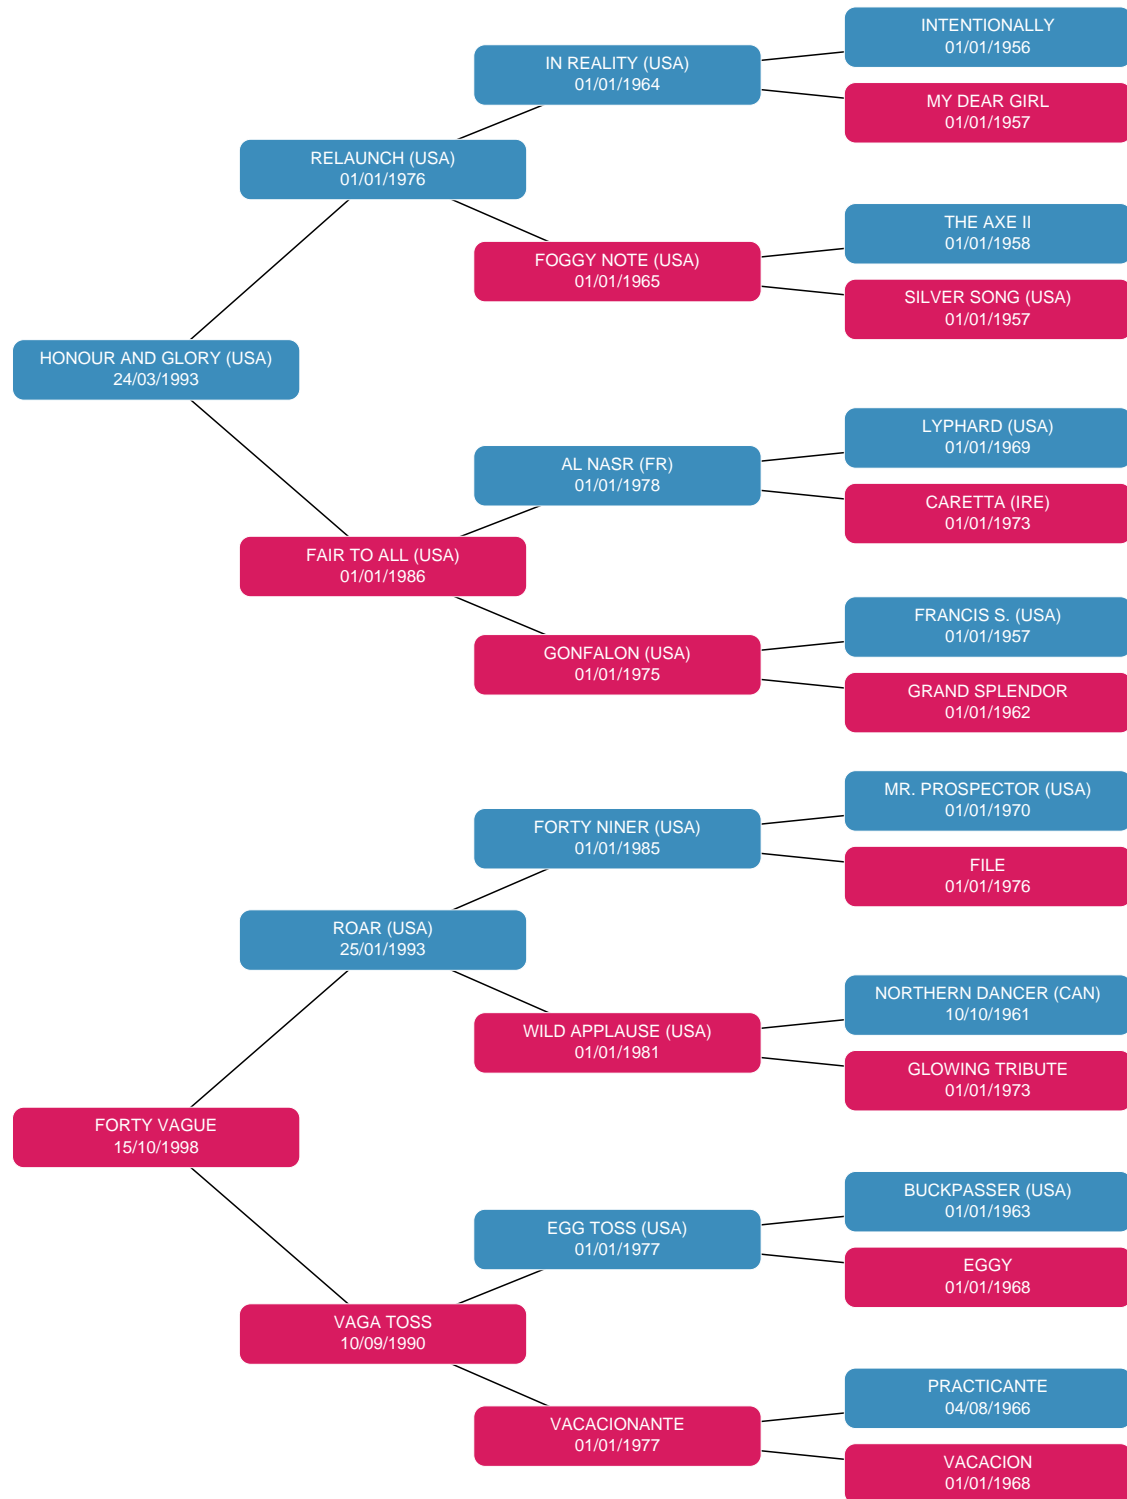 INTENTIONALLY
01/01/1956
IN REALITY (USA)
01/01/1964
MY DEAR GIRL
01/01/1957
RELAUNCH (USA)
01/01/1976
THE AXE II
01/01/1958
FOGGY NOTE (USA)
01/01/1965
SILVER SONG (USA)
01/01/1957
HONOUR AND GLORY (USA)
24/03/1993
LYPHARD (USA)
01/01/1969
AL NASR (FR)
01/01/1978
CARETTA (IRE)
01/01/1973
FAIR TO ALL (USA)
01/01/1986
FRANCIS S. (USA)
01/01/1957
GONFALON (USA)
01/01/1975
GRAND SPLENDOR
01/01/1962
MR. PROSPECTOR (USA)
01/01/1970
FORTY NINER (USA)
01/01/1985
FILE
01/01/1976
ROAR (USA)
25/01/1993
NORTHERN DANCER (CAN)
10/10/1961
WILD APPLAUSE (USA)
01/01/1981
GLOWING TRIBUTE
01/01/1973
FORTY VAGUE
15/10/1998
BUCKPASSER (USA)
01/01/1963
EGG TOSS (USA)
01/01/1977
EGGY
01/01/1968
VAGA TOSS
10/09/1990
PRACTICANTE
04/08/1966
VACACIONANTE
01/01/1977
VACACION
01/01/1968